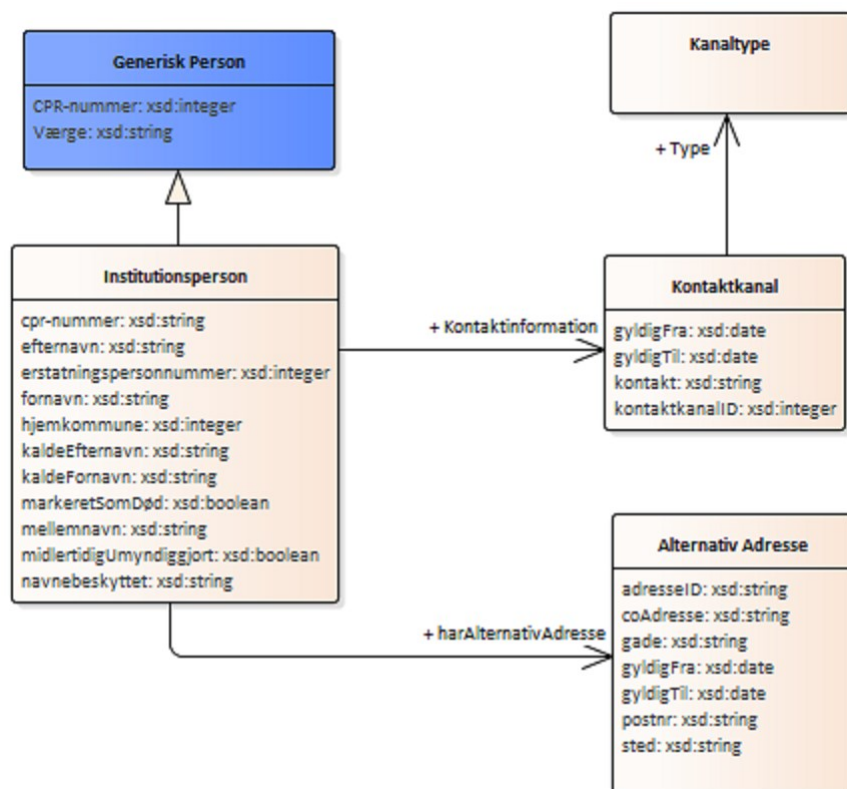 Generisk Person
CPR-nummer: xsd:integer
Værge: xsd:string
Kanaltype
+ Type
Institutionsperson
cpr-nummer: xsd:string
efternavn: xsd:string
erstatningspersonnummer: xsd:integer
fornavn: xsd:string
hjemkommune: xsd:integer
kaldeEfternavn: xsd:string
kaldeFornavn: xsd:string
markeretSomDød: xsd:boolean
mellemnavn: xsd:string
midlertidigUmyndiggjort: xsd:boolean
navnebeskyttet: xsd:string
+ Kontaktinformation
Kontaktkanal
gyldigFra: xsd:date
gyldigTil: xsd:date
kontakt: xsd:string
kontaktkanalID: xsd:integer
+ harAlternativAdresse
Alternativ Adresse
adresseID: xsd:string
coAdresse: xsd:string
gade: xsd:string
gyldigFra: xsd:date
gyldigTil: xsd:date
postnr: xsd:string
sted: xsd:string